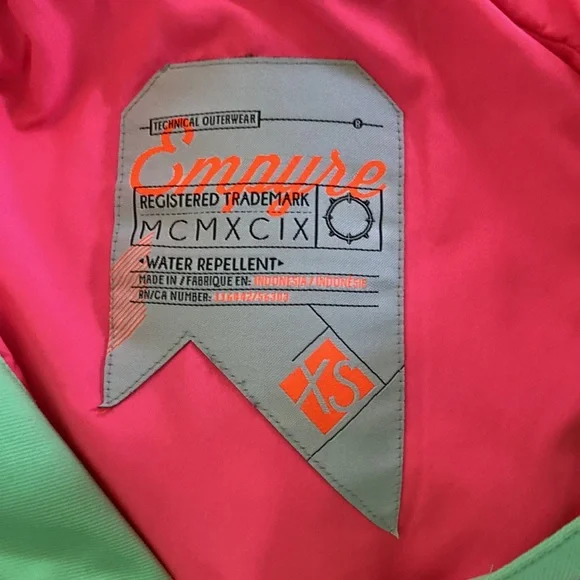 TECHNICAL OUTERWEAR ®
Empyre
REGISTERED TRADEMARK
MCMXCIX
WATER REPELLENT
MADE IN / FABRIQUE EN: INDONESIA / INDONESIE
RN/CA NUMBER:
XS